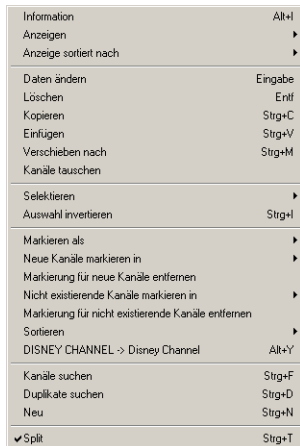 Information Alt+I
Anzeigen
Anzeige sortiert nach
Daten ändern Eingabe
Löschen Entf
Kopieren Strg+C
Einfügen Strg+V
Verschieben nach Strg+M
Kanäle tauschen
Selektieren
Auswahl invertieren Strg+I
Markieren als
Neue Kanäle markieren in
Markierung für neue Kanäle entfernen
Nicht existierende Kanäle markieren in
Markierung für nicht existierende Kanäle entfernen
Sortieren
DISNEY CHANNEL -> Disney Channel Alt+Y
Kanäle suchen Strg+F
Duplikate suchen Strg+D
Neu Strg+N
Split Strg+T